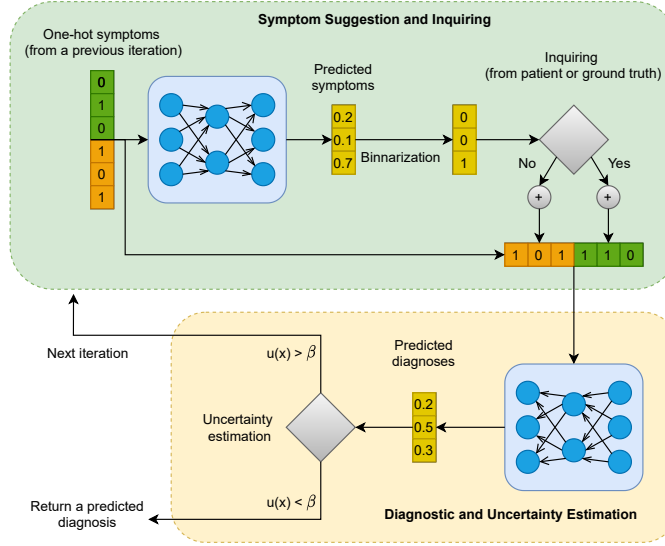 Symptom Suggestion and Inquiring
One-hot symptoms
(from a previous iteration)
0
1
0
1
0
1
Predicted
symptoms
0.2
0.1
0.7
Binnarization
0
0
1
Inquiring
(from patient or ground truth)
No
Yes
+
+
1 0 1 1 1 0
Next iteration
u(x) > β
Predicted
diagnoses
0.2
0.5
0.3
Uncertainty
estimation
u(x) < β
Return a predicted
diagnosis
Diagnostic and Uncertainty Estimation